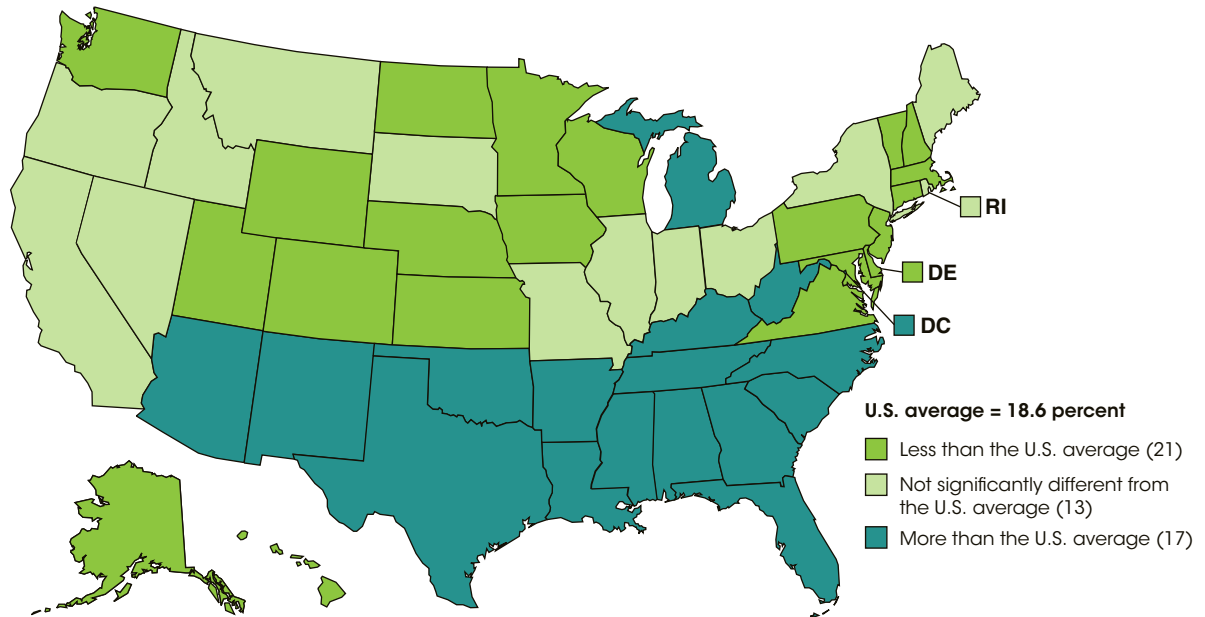 RI
DE
DC
U.S. average = 18.6 percent
Less than the U.S. average (21)
Not significantly different from
the U.S. average (13)
More than the U.S. average (17)